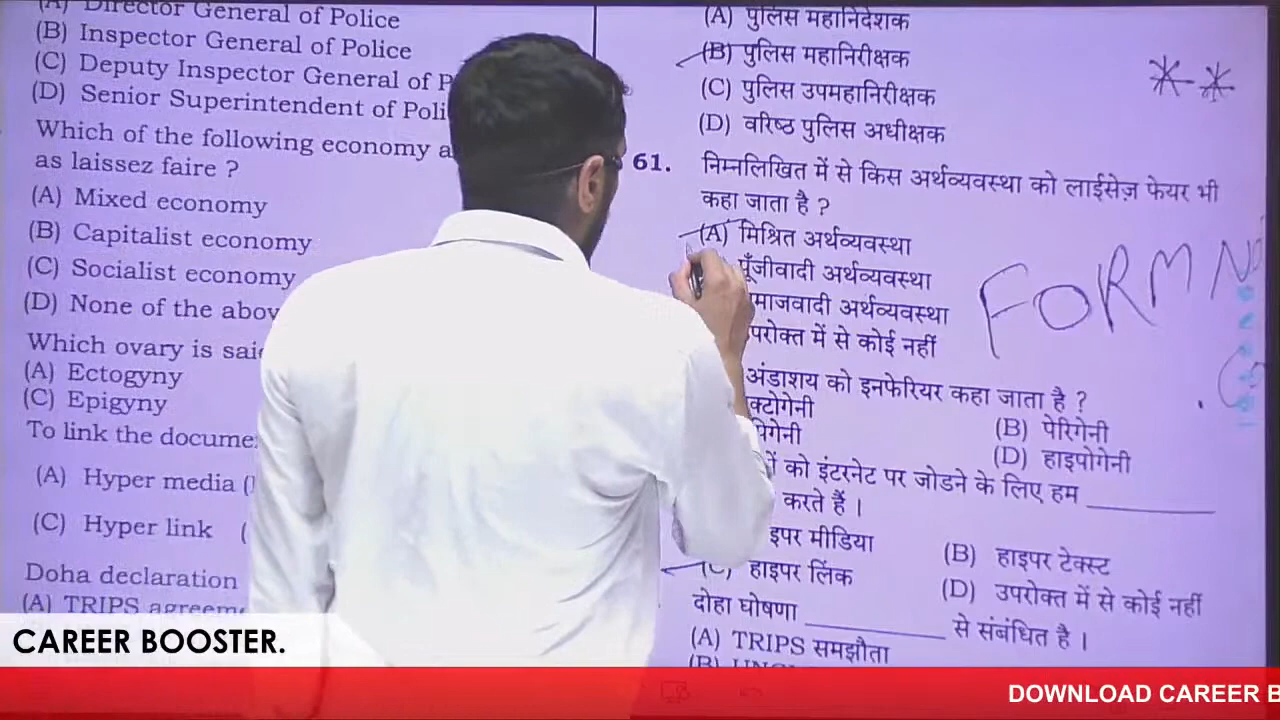 (A) Director General of Police
(B) Inspector General of Police
(C) Deputy Inspector General of P
(D) Senior Superintendent of Poli
Which of the following economy a
as laissez faire ?
(A) Mixed economy
(B) Capitalist economy
(C) Socialist economy
(D) None of the abov
Which ovary is sai
(A) Ectogyny
(C) Epigyny
To link the docume
(A) Hyper media (
(C) Hyper link (
Doha declaration
(A) TRIPS agreem
(A) पुलिस महानिदेशक
(B) पुलिस महानिरीक्षक
(C) पुलिस उपमहानिरीक्षक
(D) वरिष्ठ पुलिस अधीक्षक
61. निम्नलिखित में से किस अर्थव्यवस्था को लाईसेज़ फेयर भी
कहा जाता है ?
(A) मिश्रित अर्थव्यवस्था
पूँजीवादी अर्थव्यवस्था
माजवादी अर्थव्यवस्था
परोक्त में से कोई नहीं
अंडाशय को इनफेरियर कहा जाता है ?
क्टोगेनी (B) पेरिगेनी
पिगेनी (D) हाइपोगेनी
को इंटरनेट पर जोडने के लिए हम ________
करते हैं ।
इपर मीडिया (B) हाइपर टेक्स्ट
(C) हाइपर लिंक (D) उपरोक्त में से कोई नहीं
दोहा घोषणा ________ से संबंधित है ।
(A) TRIPS समझौता
FORM NO
CAREER BOOSTER.
DOWNLOAD CAREER B